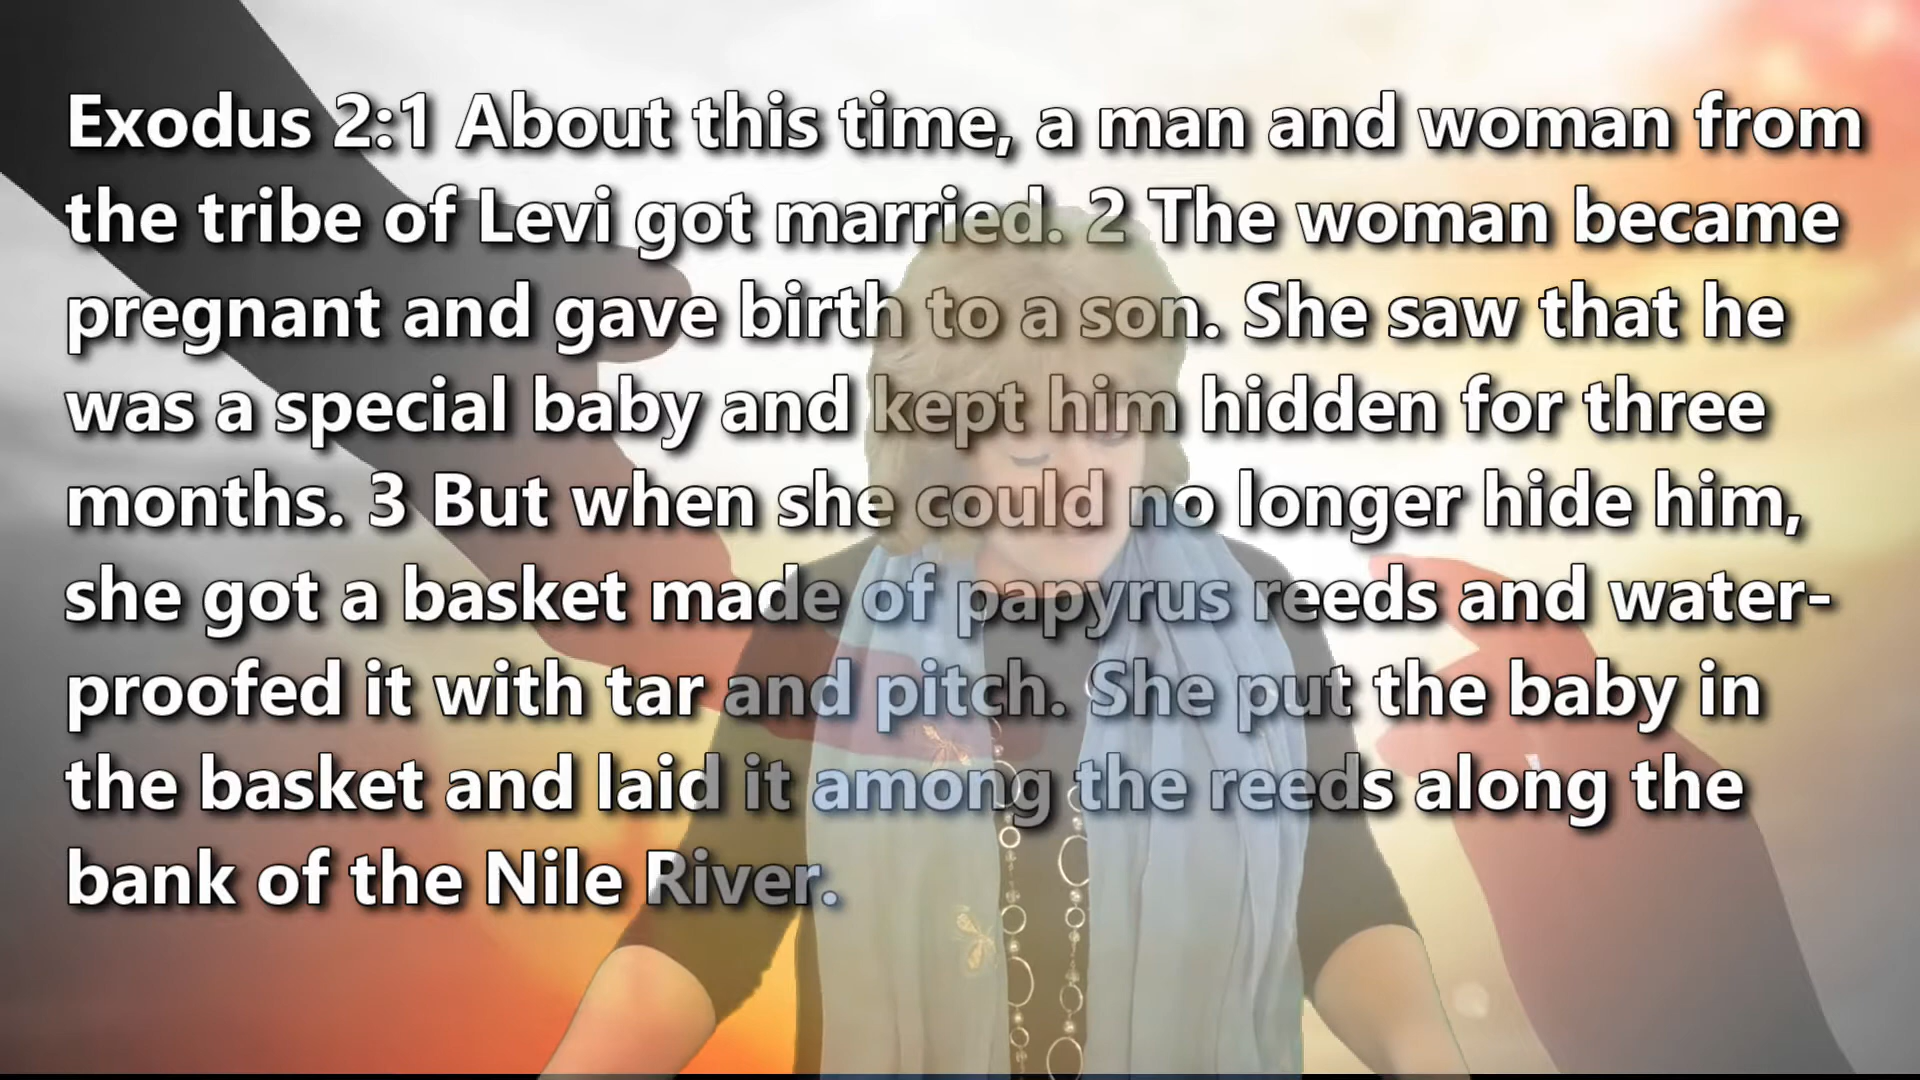 Exodus 2:1 About this time, a man and woman from
the tribe of Levi got married. 2 The woman became
pregnant and gave birth to a son. She saw that he
was a special baby and kept him hidden for three
months. 3 But when she could no longer hide him,
she got a basket made of papyrus reeds and water-
proofed it with tar and pitch. She put the baby in
the basket and laid it among the reeds along the
bank of the Nile River.